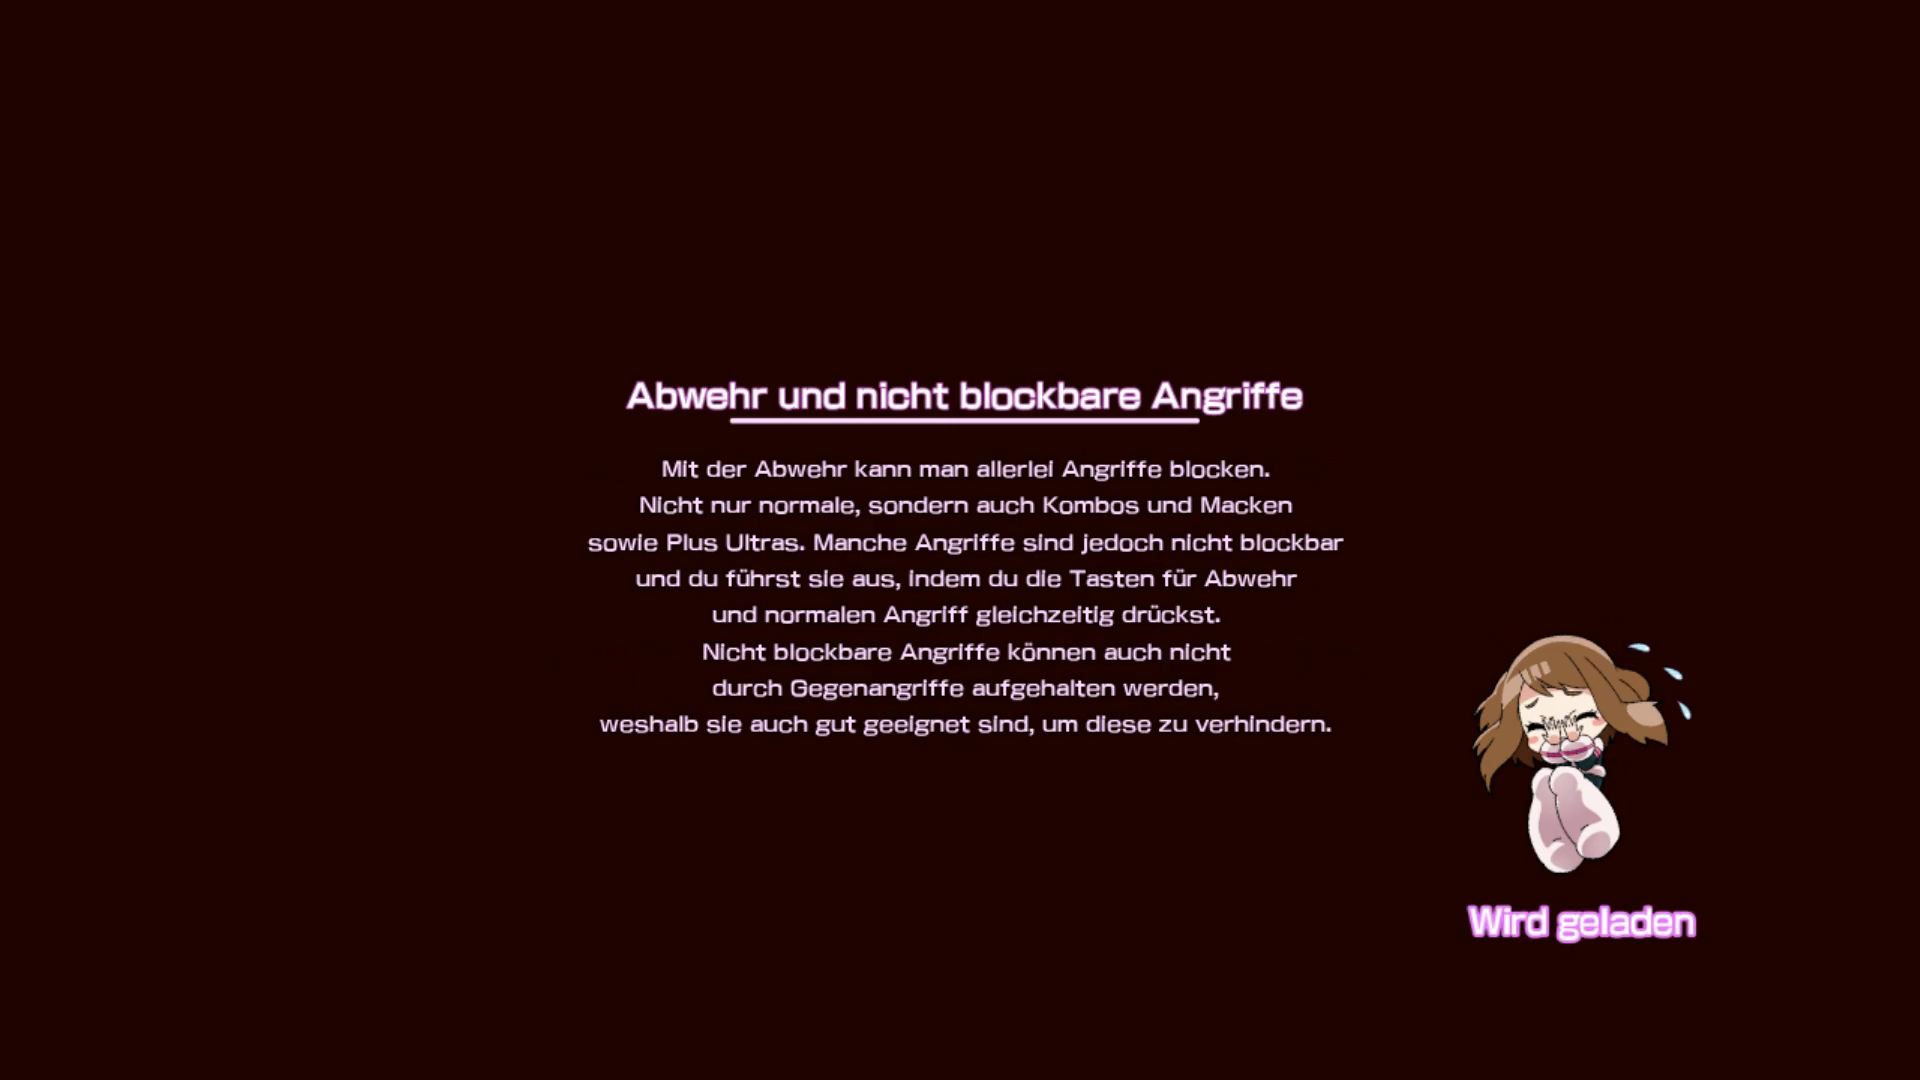 Abwehr und nicht blockbare Angriffe
Mit der Abwehr kann man allerlei Angriffe blocken.
Nicht nur normale, sondern auch Kombos und Macken
sowie Plus Ultras. Manche Angriffe sind jedoch nicht blockbar
und du führst sie aus, indem du die Tasten für Abwehr
und normalen Angriff gleichzeitig drückst.
Nicht blockbare Angriffe können auch nicht
durch Gegenangriffe aufgehalten werden,
weshalb sie auch gut geeignet sind, um diese zu verhindern.
Wird geladen